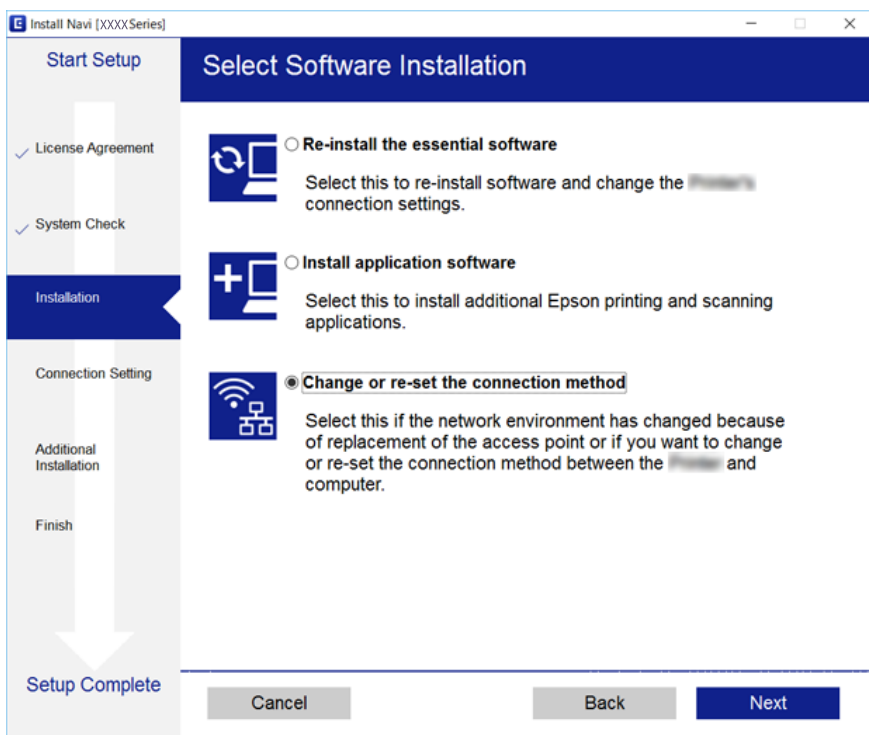 Install Navi [XXXX Series]
Start Setup
License Agreement
System Check
Installation
Connection Setting
Additional
Installation
Finish
Setup Complete
Select Software Installation
Re-install the essential software
Select this to re-install software and change the
connection settings.
Install application software
Select this to install additional Epson printing and scanning
applications.
Change or re-set the connection method
Select this if the network environment has changed because
of replacement of the access point or if you want to change
or re-set the connection method between the and
computer.
Cancel
Back
Next